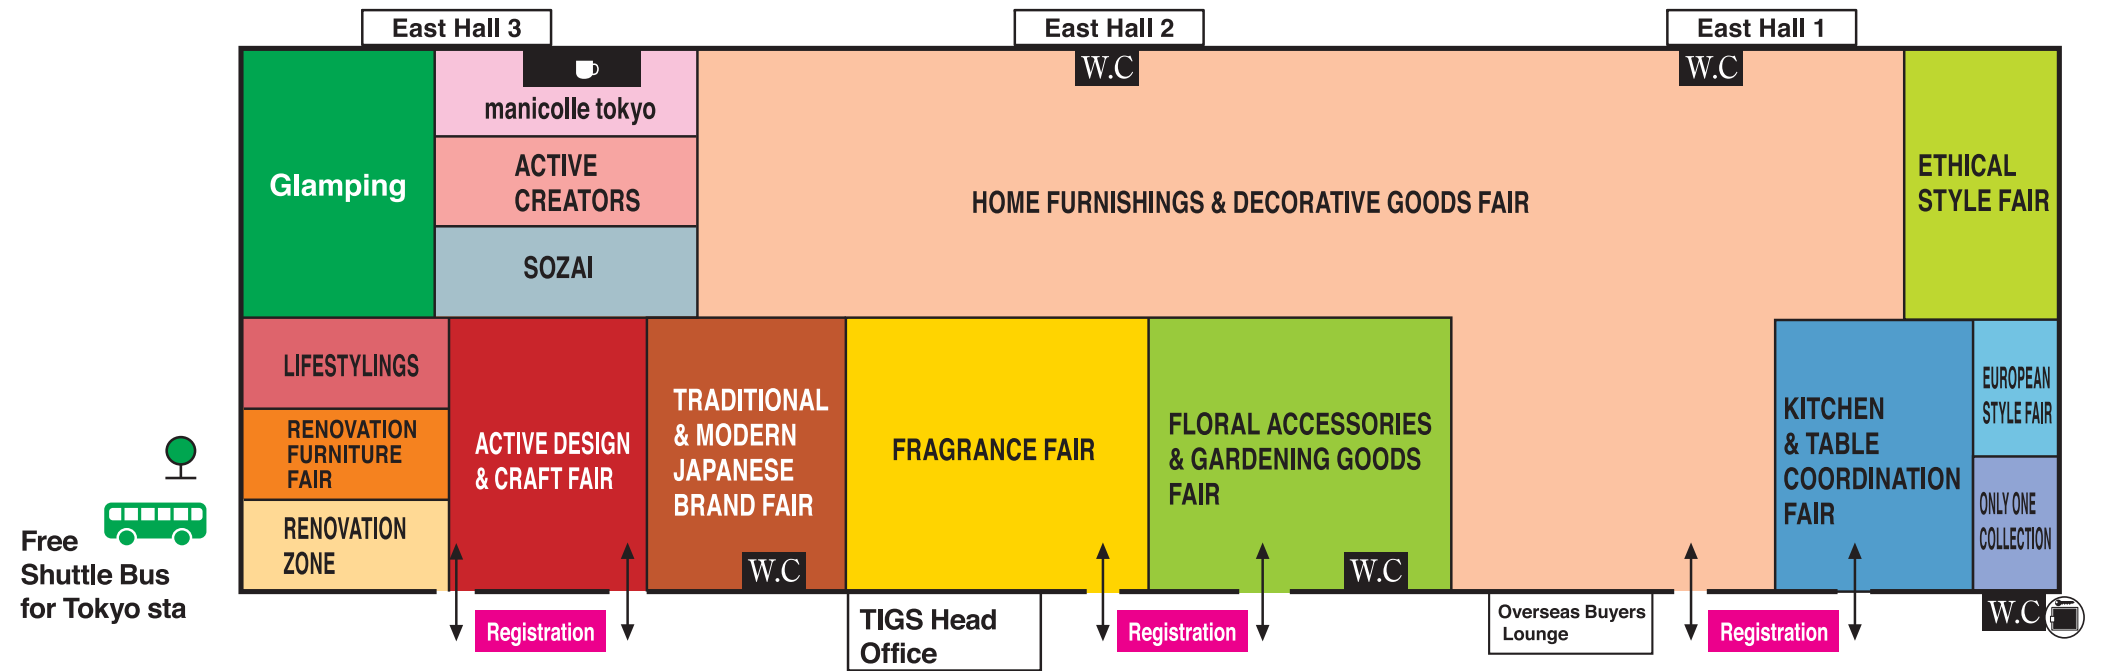 East Hall 3
East Hall 2
East Hall 1
W.C
W.C
manicolle tokyo
Glamping
ACTIVE
CREATORS
SOZAI
HOME FURNISHINGS & DECORATIVE GOODS FAIR
ETHICAL
STYLE FAIR
LIFESTYLINGS
RENOVATION
FURNITURE
FAIR
RENOVATION
ZONE
ACTIVE DESIGN
& CRAFT FAIR
TRADITIONAL
& MODERN
JAPANESE
BRAND FAIR
W.C
FRAGRANCE FAIR
FLORAL ACCESSORIES
& GARDENING GOODS
FAIR
W.C
KITCHEN
& TABLE
COORDINATION
FAIR
EUROPEAN
STYLE FAIR
ONLY ONE
COLLECTION
Free
Shuttle Bus
for Tokyo sta
Registration
TIGS Head
Office
Registration
Overseas Buyers
Lounge
Registration
W.C